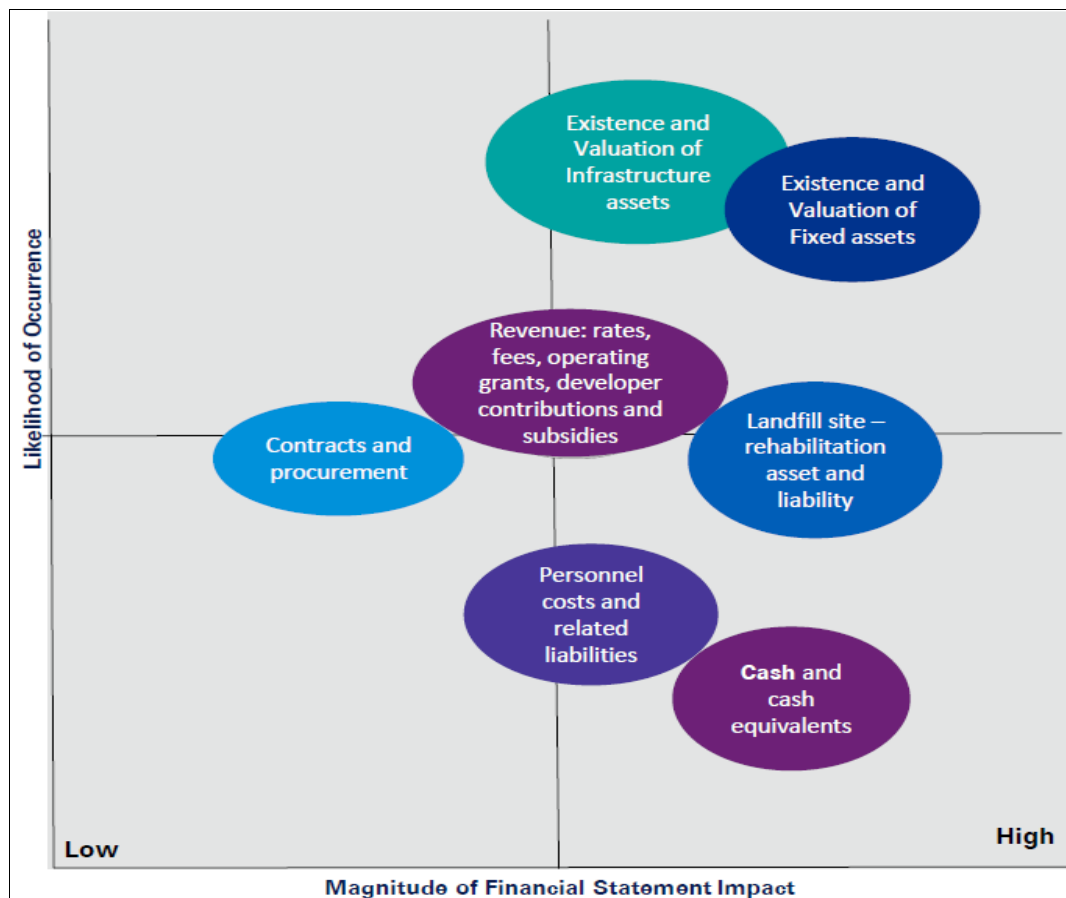 Existence and
Valuation of
Infrastructure
assets
Existence and
Valuation of
Fixed assets
Likelihood of Occurrence
Revenue: rates,
fees, operating
grants, developer
contributions and
subsidies
Contracts and
procurement
Landfill site –
rehabilitation
asset and
liability
Personnel
costs and
related
liabilities
Cash and
cash
equivalents
Low
High
Magnitude of Financial Statement Impact